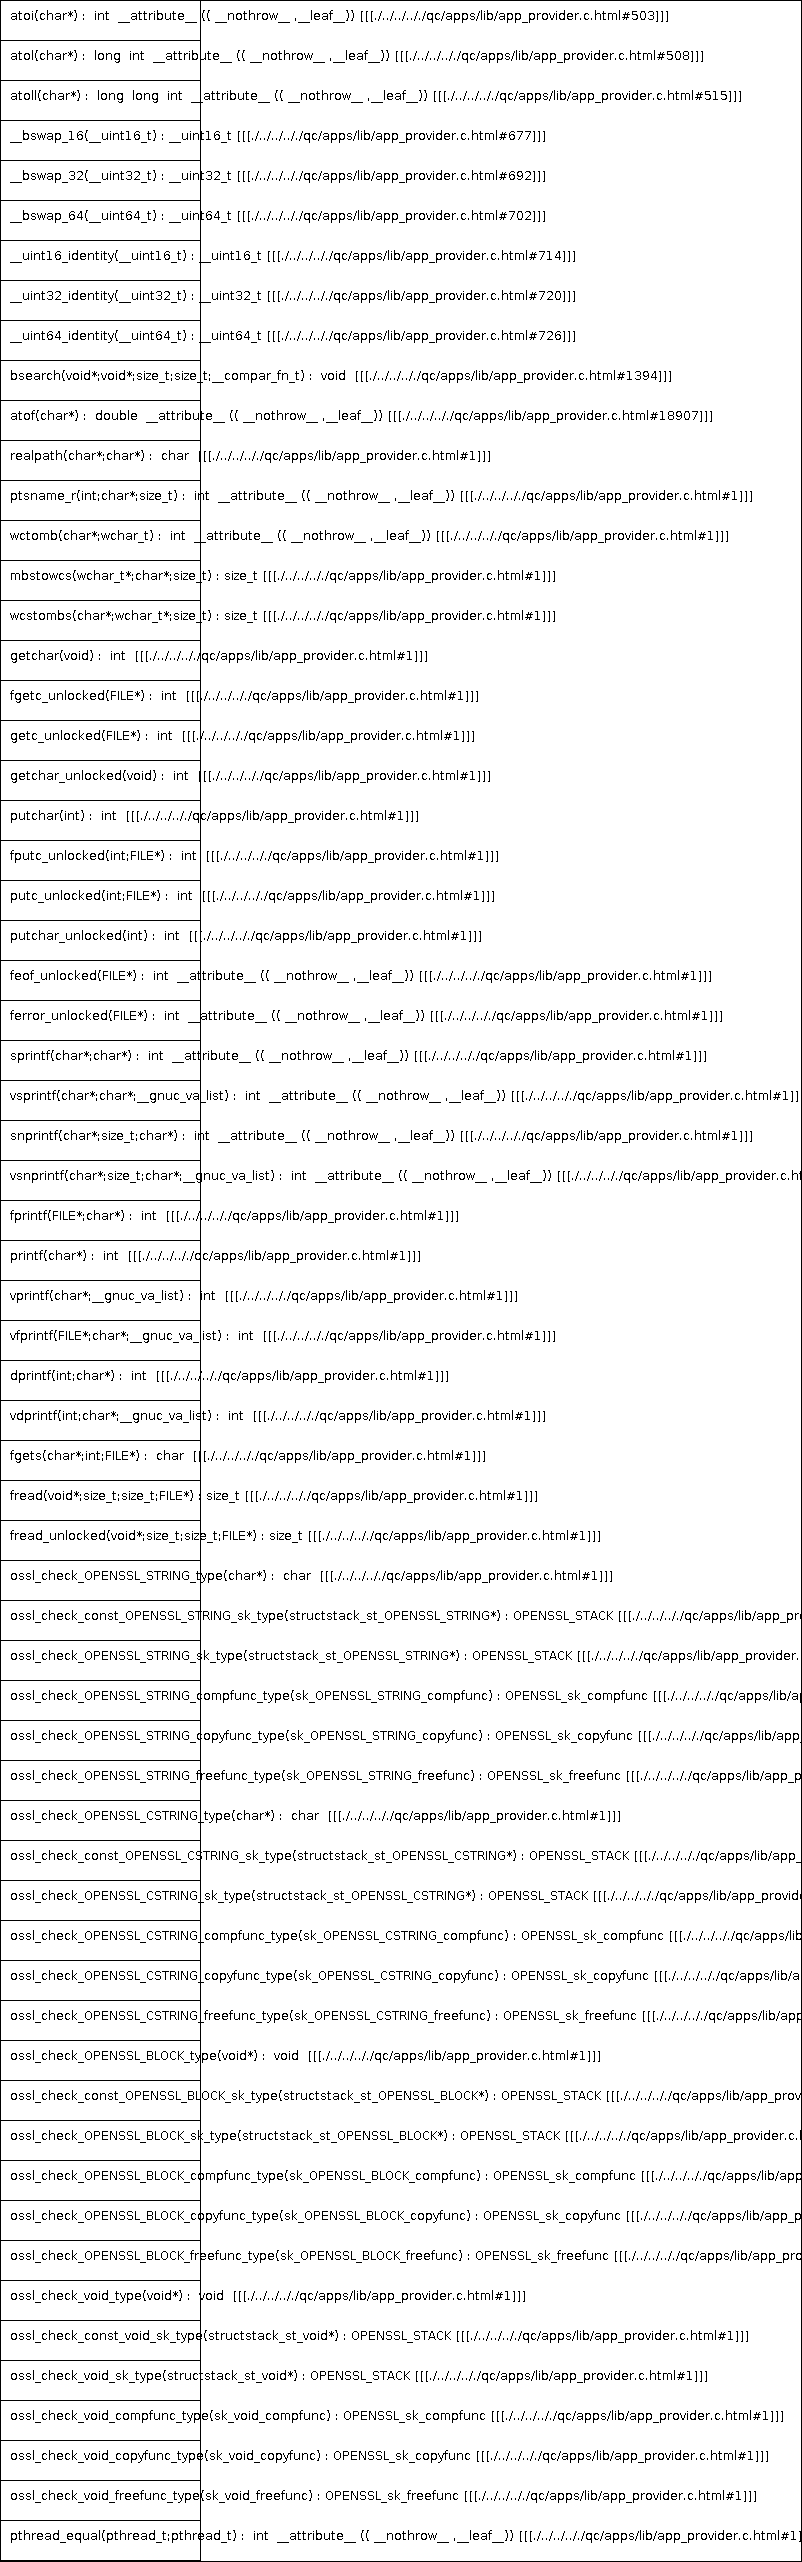 atoi(char*) :  int  __attribute__ (( __nothrow__ ,__leaf__)) [[[./../../../../qc/apps/lib/app_provider.c.html#503]]]
atol(char*) :  long  int  __attribute__ (( __nothrow__ ,__leaf__)) [[[./../../../../qc/apps/lib/app_provider.c.html#508]]]
atoll(char*) :  long  long  int  __attribute__ (( __nothrow__ ,__leaf__)) [[[./../../../../qc/apps/lib/app_provider.c.html#515]]]
__bswap_16(__uint16_t) : __uint16_t [[[./../../../../qc/apps/lib/app_provider.c.html#677]]]
__bswap_32(__uint32_t) : __uint32_t [[[./../../../../qc/apps/lib/app_provider.c.html#692]]]
__bswap_64(__uint64_t) : __uint64_t [[[./../../../../qc/apps/lib/app_provider.c.html#702]]]
__uint16_identity(__uint16_t) : __uint16_t [[[./../../../../qc/apps/lib/app_provider.c.html#714]]]
__uint32_identity(__uint32_t) : __uint32_t [[[./../../../../qc/apps/lib/app_provider.c.html#720]]]
__uint64_identity(__uint64_t) : __uint64_t [[[./../../../../qc/apps/lib/app_provider.c.html#726]]]
bsearch(void*;void*;size_t;size_t;__compar_fn_t) :  void  [[[./../../../../qc/apps/lib/app_provider.c.html#1394]]]
atof(char*) :  double  __attribute__ (( __nothrow__ ,__leaf__)) [[[./../../../../qc/apps/lib/app_provider.c.html#18907]]]
realpath(char*;char*) :  char  [[[./../../../../qc/apps/lib/app_provider.c.html#1]]]
ptsname_r(int;char*;size_t) :  int  __attribute__ (( __nothrow__ ,__leaf__)) [[[./../../../../qc/apps/lib/app_provider.c.html#1]]]
wctomb(char*;wchar_t) :  int  __attribute__ (( __nothrow__ ,__leaf__)) [[[./../../../../qc/apps/lib/app_provider.c.html#1]]]
mbstowcs(wchar_t*;char*;size_t) : size_t [[[./../../../../qc/apps/lib/app_provider.c.html#1]]]
wcstombs(char*;wchar_t*;size_t) : size_t [[[./../../../../qc/apps/lib/app_provider.c.html#1]]]
getchar(void) :  int  [[[./../../../../qc/apps/lib/app_provider.c.html#1]]]
fgetc_unlocked(FILE*) :  int  [[[./../../../../qc/apps/lib/app_provider.c.html#1]]]
getc_unlocked(FILE*) :  int  [[[./../../../../qc/apps/lib/app_provider.c.html#1]]]
getchar_unlocked(void) :  int  [[[./../../../../qc/apps/lib/app_provider.c.html#1]]]
putchar(int) :  int  [[[./../../../../qc/apps/lib/app_provider.c.html#1]]]
fputc_unlocked(int;FILE*) :  int  [[[./../../../../qc/apps/lib/app_provider.c.html#1]]]
putc_unlocked(int;FILE*) :  int  [[[./../../../../qc/apps/lib/app_provider.c.html#1]]]
putchar_unlocked(int) :  int  [[[./../../../../qc/apps/lib/app_provider.c.html#1]]]
feof_unlocked(FILE*) :  int  __attribute__ (( __nothrow__ ,__leaf__)) [[[./../../../../qc/apps/lib/app_provider.c.html#1]]]
ferror_unlocked(FILE*) :  int  __attribute__ (( __nothrow__ ,__leaf__)) [[[./../../../../qc/apps/lib/app_provider.c.html#1]]]
sprintf(char*;char*) :  int  __attribute__ (( __nothrow__ ,__leaf__)) [[[./../../../../qc/apps/lib/app_provider.c.html#1]]]
vsprintf(char*;char*;__gnuc_va_list) :  int  __attribute__ (( __nothrow__ ,__leaf__)) [[[./../../../../qc/apps/lib/app_provider.c.html#1]]
snprintf(char*;size_t;char*) :  int  __attribute__ (( __nothrow__ ,__leaf__)) [[[./../../../../qc/apps/lib/app_provider.c.html#1]]]
vsnprintf(char*;size_t;char*;__gnuc_va_list) :  int  __attribute__ (( __nothrow__ ,__leaf__)) [[[./../../../../qc/apps/lib/app_provider.c.ht
fprintf(FILE*;char*) :  int  [[[./../../../../qc/apps/lib/app_provider.c.html#1]]]
printf(char*) :  int  [[[./../../../../qc/apps/lib/app_provider.c.html#1]]]
vprintf(char*;__gnuc_va_list) :  int  [[[./../../../../qc/apps/lib/app_provider.c.html#1]]]
vfprintf(FILE*;char*;__gnuc_va_list) :  int  [[[./../../../../qc/apps/lib/app_provider.c.html#1]]]
dprintf(int;char*) :  int  [[[./../../../../qc/apps/lib/app_provider.c.html#1]]]
vdprintf(int;char*;__gnuc_va_list) :  int  [[[./../../../../qc/apps/lib/app_provider.c.html#1]]]
fgets(char*;int;FILE*) :  char  [[[./../../../../qc/apps/lib/app_provider.c.html#1]]]
fread(void*;size_t;size_t;FILE*) : size_t [[[./../../../../qc/apps/lib/app_provider.c.html#1]]]
fread_unlocked(void*;size_t;size_t;FILE*) : size_t [[[./../../../../qc/apps/lib/app_provider.c.html#1]]]
ossl_check_OPENSSL_STRING_type(char*) :  char  [[[./../../../../qc/apps/lib/app_provider.c.html#1]]]
ossl_check_const_OPENSSL_STRING_sk_type(structstack_st_OPENSSL_STRING*) : OPENSSL_STACK [[[./../../../../qc/apps/lib/app_pr
ossl_check_OPENSSL_STRING_sk_type(structstack_st_OPENSSL_STRING*) : OPENSSL_STACK [[[./../../../../qc/apps/lib/app_provider.
ossl_check_OPENSSL_STRING_compfunc_type(sk_OPENSSL_STRING_compfunc) : OPENSSL_sk_compfunc [[[./../../../../qc/apps/lib/a
ossl_check_OPENSSL_STRING_copyfunc_type(sk_OPENSSL_STRING_copyfunc) : OPENSSL_sk_copyfunc [[[./../../../../qc/apps/lib/app_
ossl_check_OPENSSL_STRING_freefunc_type(sk_OPENSSL_STRING_freefunc) : OPENSSL_sk_freefunc [[[./../../../../qc/apps/lib/app_p
ossl_check_OPENSSL_CSTRING_type(char*) :  char  [[[./../../../../qc/apps/lib/app_provider.c.html#1]]]
ossl_check_const_OPENSSL_CSTRING_sk_type(structstack_st_OPENSSL_CSTRING*) : OPENSSL_STACK [[[./../../../../qc/apps/lib/app_
ossl_check_OPENSSL_CSTRING_sk_type(structstack_st_OPENSSL_CSTRING*) : OPENSSL_STACK [[[./../../../../qc/apps/lib/app_provid
ossl_check_OPENSSL_CSTRING_compfunc_type(sk_OPENSSL_CSTRING_compfunc) : OPENSSL_sk_compfunc [[[./../../../../qc/apps/lib
ossl_check_OPENSSL_CSTRING_copyfunc_type(sk_OPENSSL_CSTRING_copyfunc) : OPENSSL_sk_copyfunc [[[./../../../../qc/apps/lib/a
ossl_check_OPENSSL_CSTRING_freefunc_type(sk_OPENSSL_CSTRING_freefunc) : OPENSSL_sk_freefunc [[[./../../../../qc/apps/lib/app
ossl_check_OPENSSL_BLOCK_type(void*) :  void  [[[./../../../../qc/apps/lib/app_provider.c.html#1]]]
ossl_check_const_OPENSSL_BLOCK_sk_type(structstack_st_OPENSSL_BLOCK*) : OPENSSL_STACK [[[./../../../../qc/apps/lib/app_prov
ossl_check_OPENSSL_BLOCK_sk_type(structstack_st_OPENSSL_BLOCK*) : OPENSSL_STACK [[[./../../../../qc/apps/lib/app_provider.c.
ossl_check_OPENSSL_BLOCK_compfunc_type(sk_OPENSSL_BLOCK_compfunc) : OPENSSL_sk_compfunc [[[./../../../../qc/apps/lib/app
ossl_check_OPENSSL_BLOCK_copyfunc_type(sk_OPENSSL_BLOCK_copyfunc) : OPENSSL_sk_copyfunc [[[./../../../../qc/apps/lib/app_p
ossl_check_OPENSSL_BLOCK_freefunc_type(sk_OPENSSL_BLOCK_freefunc) : OPENSSL_sk_freefunc [[[./../../../../qc/apps/lib/app_pro
ossl_check_void_type(void*) :  void  [[[./../../../../qc/apps/lib/app_provider.c.html#1]]]
ossl_check_const_void_sk_type(structstack_st_void*) : OPENSSL_STACK [[[./../../../../qc/apps/lib/app_provider.c.html#1]]]
ossl_check_void_sk_type(structstack_st_void*) : OPENSSL_STACK [[[./../../../../qc/apps/lib/app_provider.c.html#1]]]
ossl_check_void_compfunc_type(sk_void_compfunc) : OPENSSL_sk_compfunc [[[./../../../../qc/apps/lib/app_provider.c.html#1]]]
ossl_check_void_copyfunc_type(sk_void_copyfunc) : OPENSSL_sk_copyfunc [[[./../../../../qc/apps/lib/app_provider.c.html#1]]]
ossl_check_void_freefunc_type(sk_void_freefunc) : OPENSSL_sk_freefunc [[[./../../../../qc/apps/lib/app_provider.c.html#1]]]
pthread_equal(pthread_t;pthread_t) :  int  __attribute__ (( __nothrow__ ,__leaf__)) [[[./../../../../qc/apps/lib/app_provider.c.html#1]